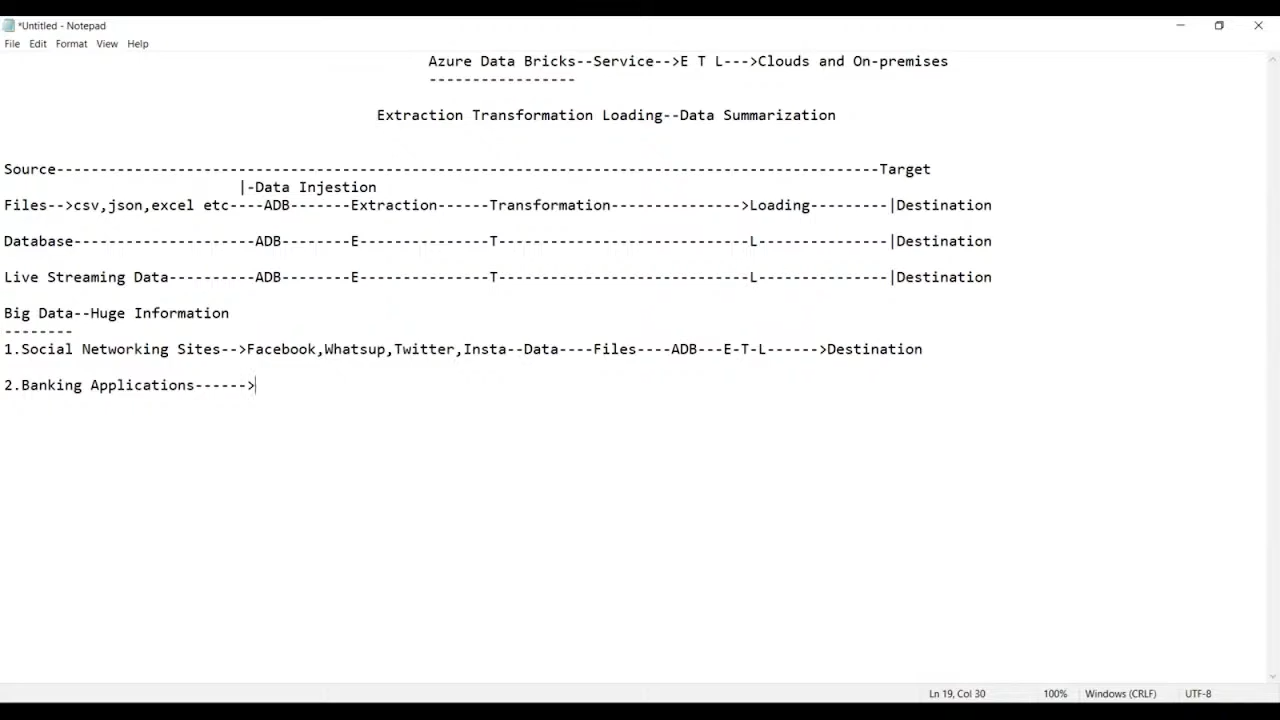 *Untitled - Notepad
File Edit Format View Help
Azure Data Bricks--Service-->E T L--->Clouds and On-premises
-----------------
Extraction Transformation Loading--Data Summarization
Source-----------------------------------------------------------------------------------------------Target
|-Data Injestion
Files-->csv,json,excel etc----ADB--------Extraction------Transformation--------------->Loading---------|Destination
Database---------------------ADB--------E---------------T-----------------------------L---------------|Destination
Live Streaming Data----------ADB--------E---------------T-----------------------------L---------------|Destination
Big Data--Huge Information
--------
1.Social Networking Sites-->Facebook,Whatsup,Twitter,Insta--Data----Files----ADB---E-T-L------>Destination
2.Banking Applications------>
Ln 19, Col 30 100% Windows (CRLF) UTF-8